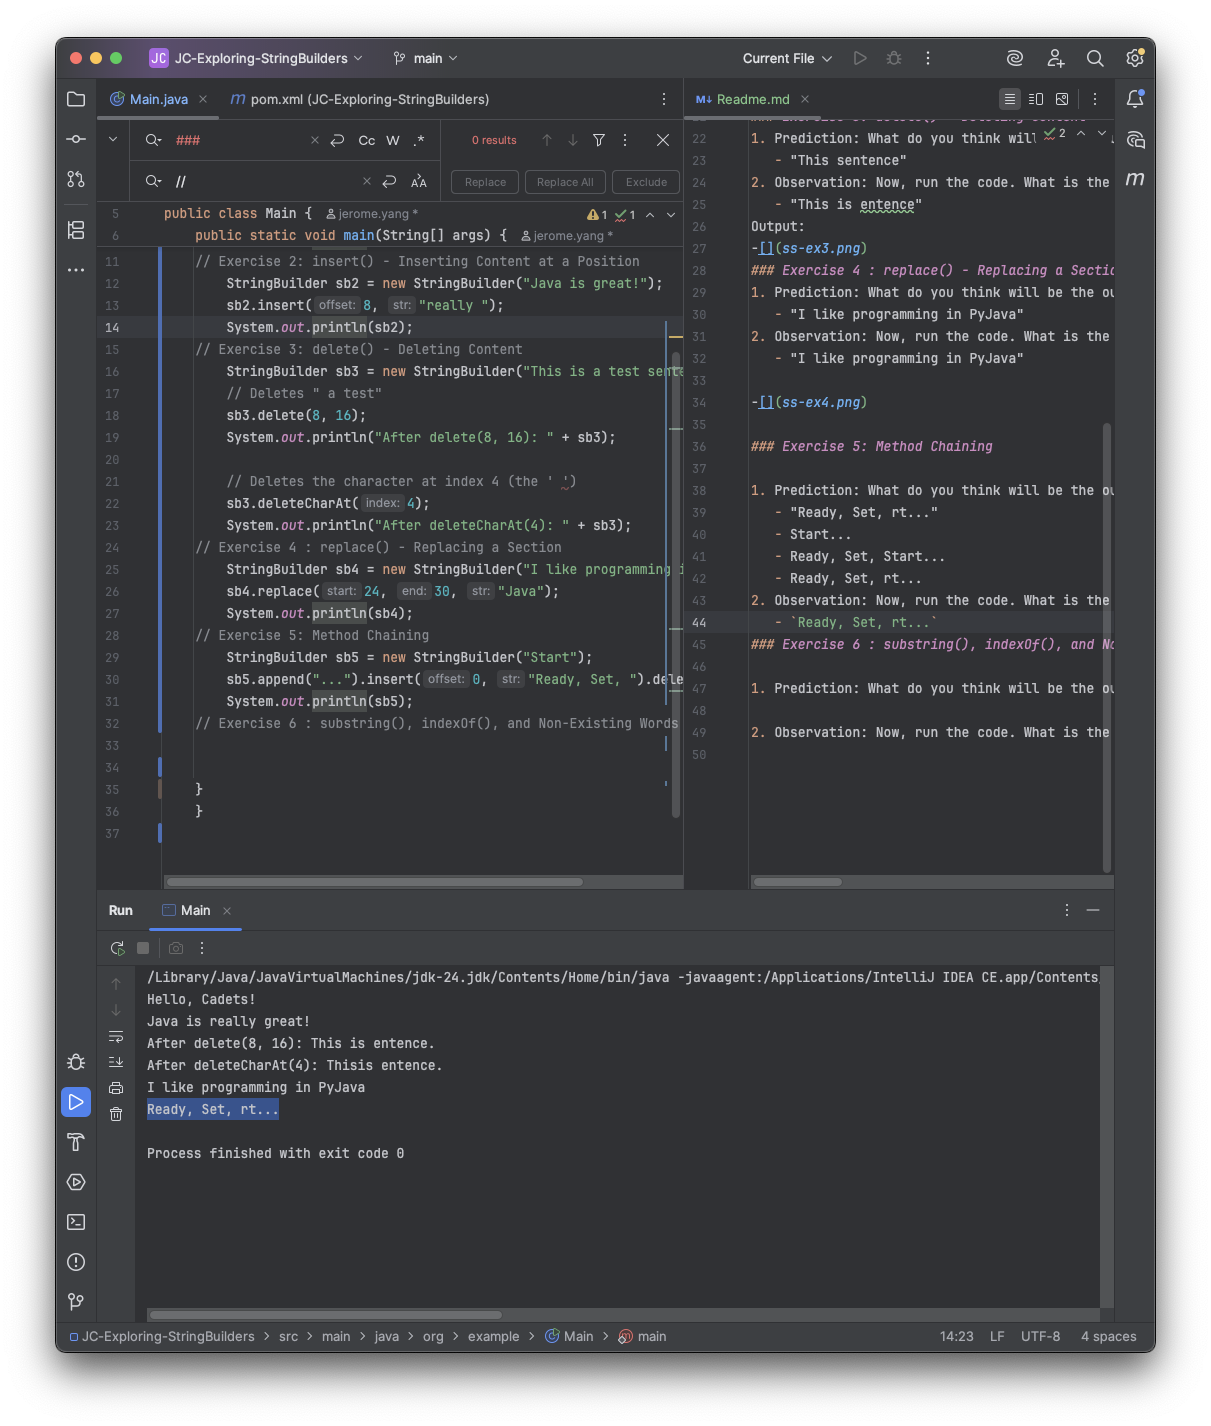 JC JC-Exploring-StringBuilders main Current File
Main.java pom.xml (JC-Exploring-StringBuilders)
### Cc W .* 0 results
// Replace Replace All Exclude
5 public class Main { jerome.yang * 1 1
6 public static void main(String[] args) { jerome.yang *
11 // Exercise 2: insert() - Inserting Content at a Position
12 StringBuilder sb2 = new StringBuilder("Java is great!");
13 sb2.insert( offset: 8, str: "really ");
14 System.out.println(sb2);
15 // Exercise 3: delete() - Deleting Content
16 StringBuilder sb3 = new StringBuilder("This is a test sente
17 // Deletes " a test"
18 sb3.delete(8, 16);
19 System.out.println("After delete(8, 16): " + sb3);
20
21 // Deletes the character at index 4 (the ' ')
22 sb3.deleteCharAt( index: 4);
23 System.out.println("After deleteCharAt(4): " + sb3);
24 // Exercise 4 : replace() - Replacing a Section
25 StringBuilder sb4 = new StringBuilder("I like programming i
26 sb4.replace( start: 24, end: 30, str: "Java");
27 System.out.println(sb4);
28 // Exercise 5: Method Chaining
29 StringBuilder sb5 = new StringBuilder("Start");
30 sb5.append("...").insert( offset: 0, str: "Ready, Set, ").dele
31 System.out.println(sb5);
32 // Exercise 6 : substring(), indexOf(), and Non-Existing Words
33
34
35 }
36 }
37
M↓ Readme.md
22 1. Prediction: What do you think will 2
23 - "This sentence"
24 2. Observation: Now, run the code. What is the
25 - "This is entence"
26 Output:
27 -[](ss-ex3.png)
28 ### Exercise 4 : replace() - Replacing a Sectio
29 1. Prediction: What do you think will be the ou
30 - "I like programming in PyJava"
31 2. Observation: Now, run the code. What is the
32 - "I like programming in PyJava"
33
34 -[](ss-ex4.png)
35
36 ### Exercise 5: Method Chaining
37
38 1. Prediction: What do you think will be the ou
39 - "Ready, Set, rt..."
40 - Start...
41 - Ready, Set, Start...
42 - Ready, Set, rt...
43 2. Observation: Now, run the code. What is the
44 - `Ready, Set, rt...`
45 ### Exercise 6 : substring(), indexOf(), and No
46
47 1. Prediction: What do you think will be the ou
48
49 2. Observation: Now, run the code. What is the
50
Run Main
/Library/Java/JavaVirtualMachines/jdk-24.jdk/Contents/Home/bin/java -javaagent:/Applications/IntelliJ IDEA CE.app/Contents/
Hello, Cadets!
Java is really great!
After delete(8, 16): This is entence.
After deleteCharAt(4): Thisis entence.
I like programming in PyJava
Ready, Set, rt...
Process finished with exit code 0
JC-Exploring-StringBuilders > src > main > java > org > example > Main > main 14:23 LF UTF-8 4 spaces